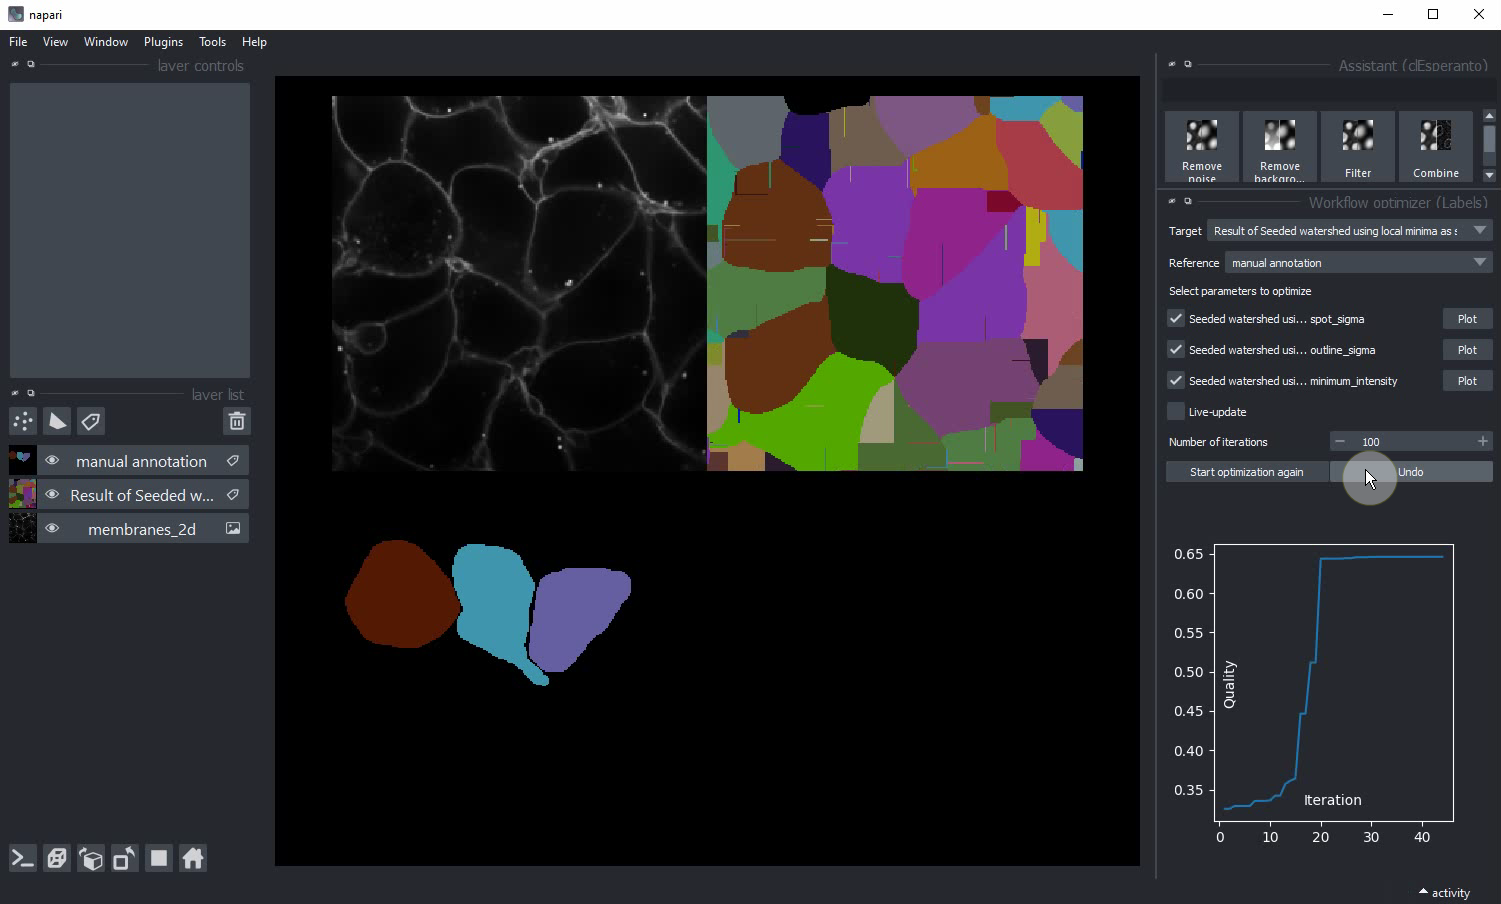 napari
File View Window Plugins Tools Help
layer controls
layer list
manual annotation
Result of Seeded w...
membranes_2d
Assistant (clEsperanto)
Remove noise
Remove backgro...
Filter
Combine
Workflow optimizer (Labels)
Target Result of Seeded watershed using local minima as s
Reference manual annotation
Select parameters to optimize
Seeded watershed usi... spot_sigma Plot
Seeded watershed usi... outline_sigma Plot
Seeded watershed usi... minimum_intensity Plot
Live-update
Number of iterations 100
Start optimization again Undo
0.65
0.60
0.55
0.50
0.45
0.40
0.35
Quality
Iteration
0 10 20 30 40
activity